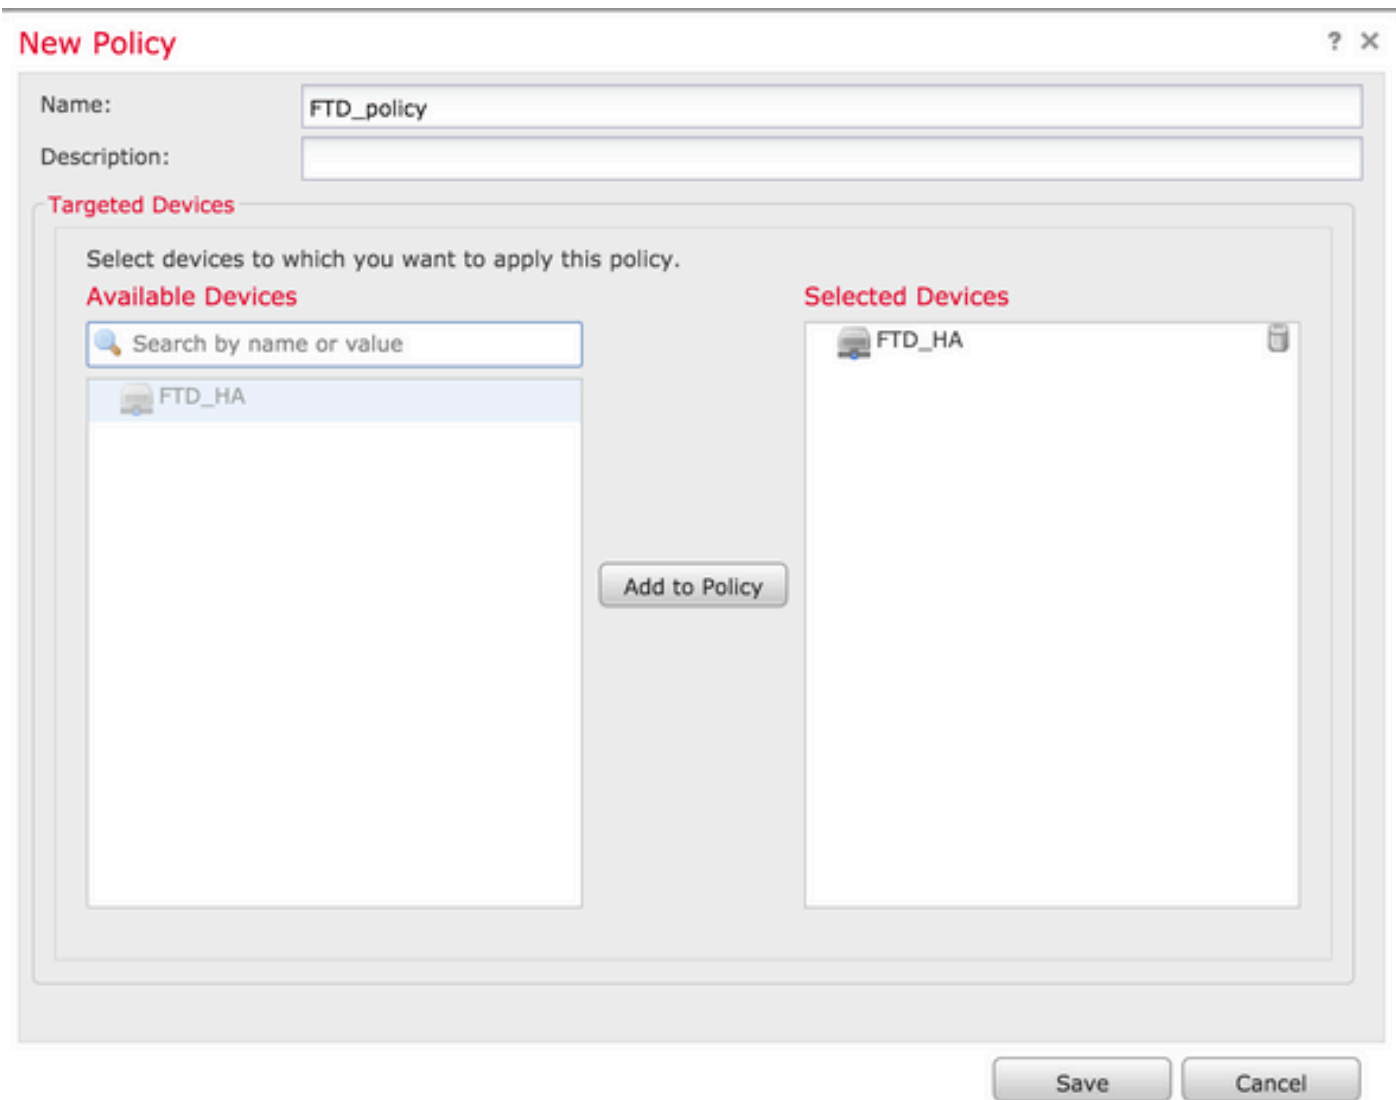 New Policy
?
Name:
FTD_policy
Description:
Targeted Devices
Select devices to which you want to apply this policy.
Available Devices
Search by name or value
FTD_HA
Add to Policy
Selected Devices
FTD_HA
Save
Cancel